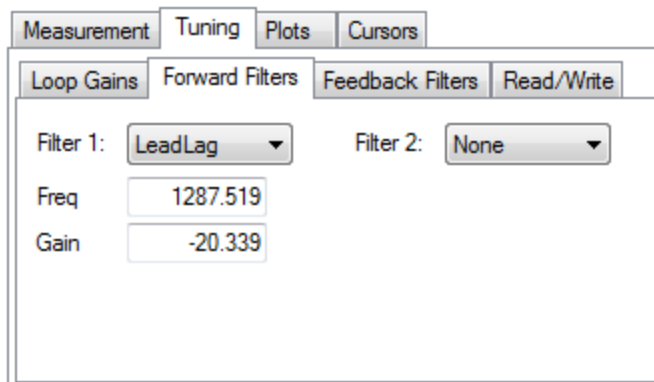 Measurement Tuning Plots Cursors
Loop Gains Forward Filters Feedback Filters Read/Write
Filter 1: LeadLag Filter 2: None
Freq 1287.519
Gain -20.339